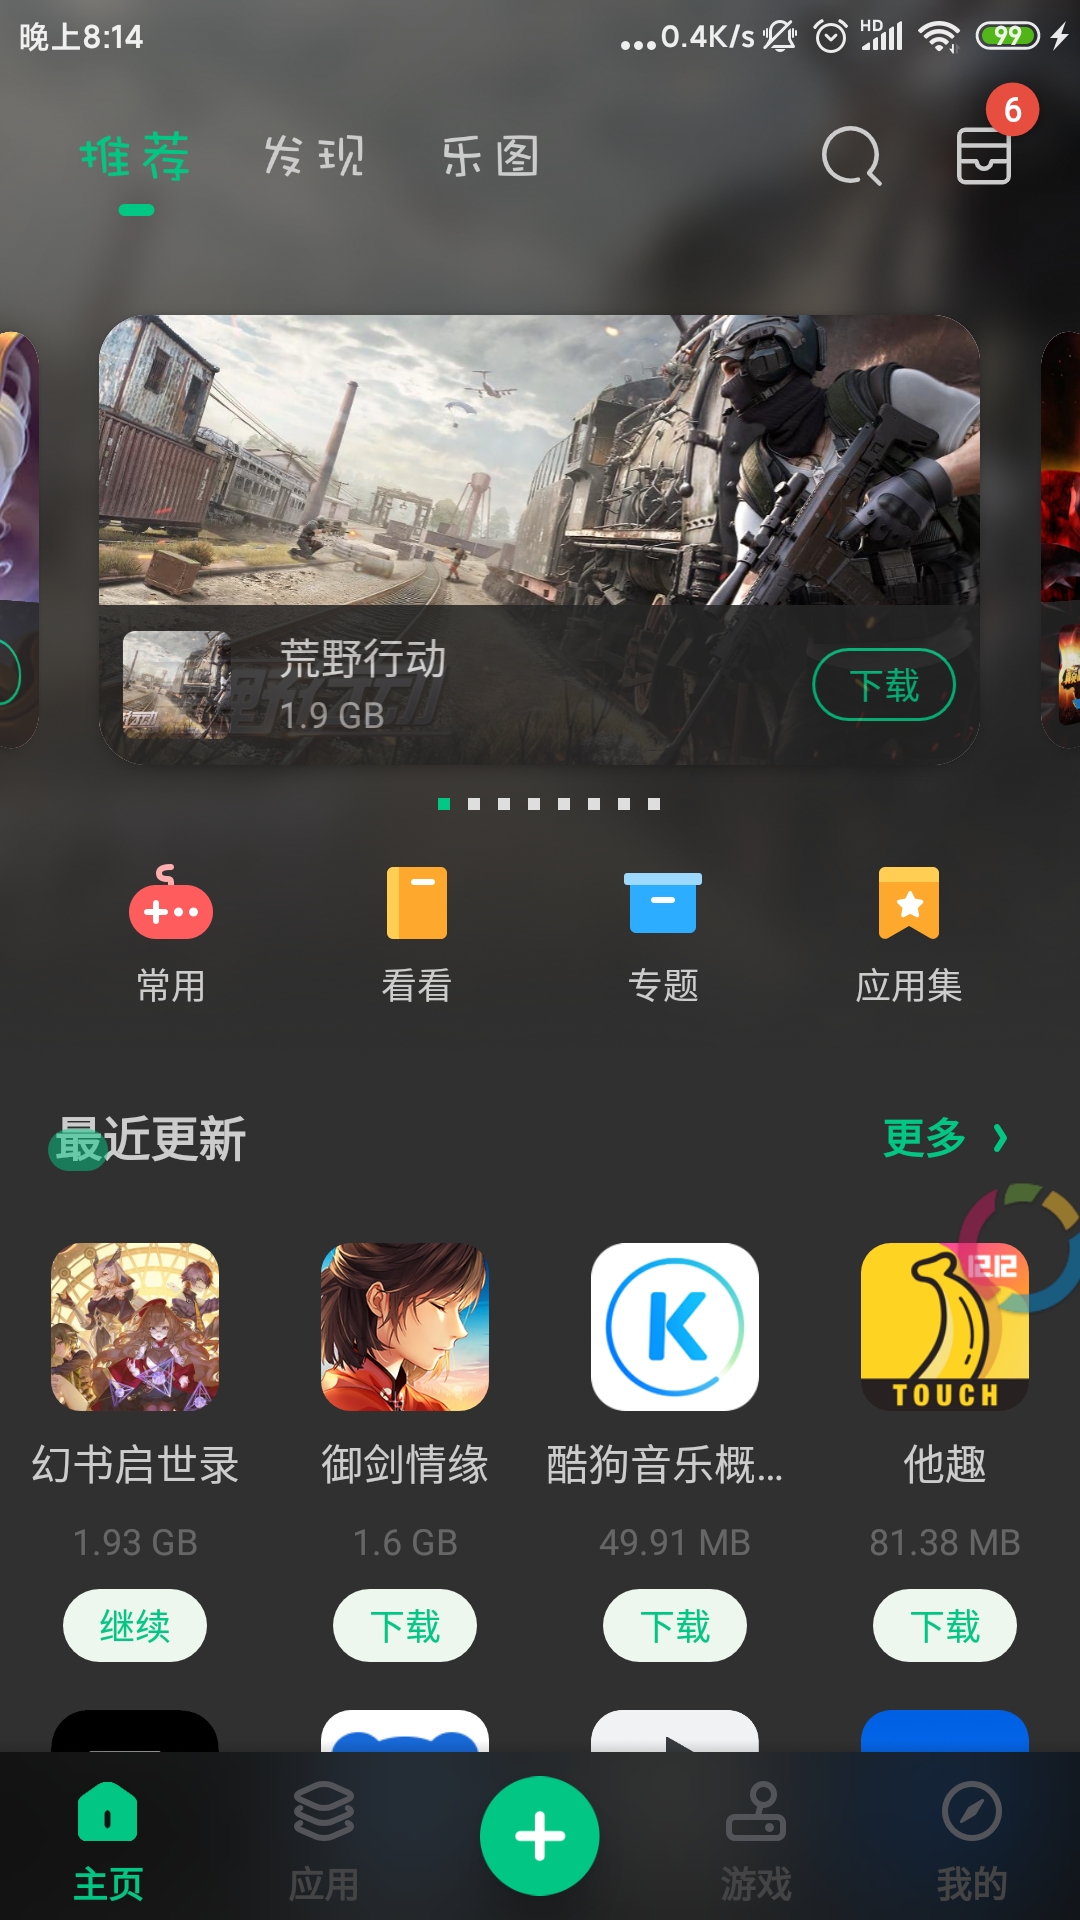 晚上8:14
...0.4K/s
HD
99
6
推荐
发现
乐图
荒野行动
1.9 GB
下载
常用
看看
专题
应用集
最近更新
更多
1212
TOUCH
幻书启世录
御剑情缘
酷狗音乐概...
他趣
1.93 GB
1.6 GB
49.91 MB
81.38 MB
继续
下载
下载
下载
主页
应用
游戏
我的